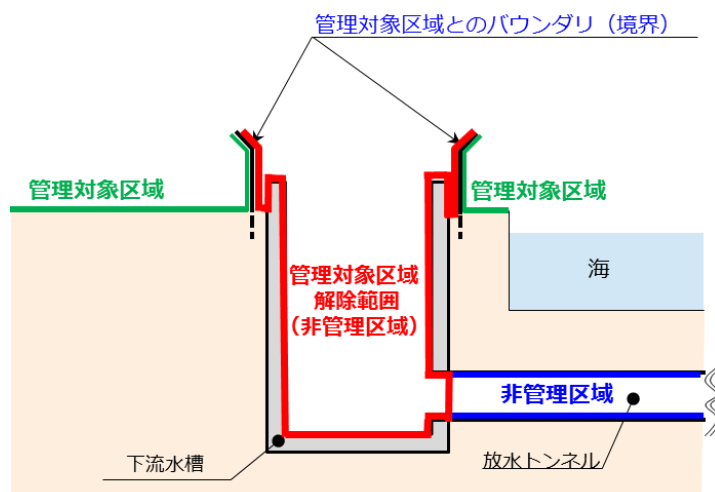 管理対象区域とのバウンダリ（境界）
管理対象区域
管理対象区域
海
管理対象区域
解除範囲
（非管理区域）
非管理区域
下流水槽
放水トンネル